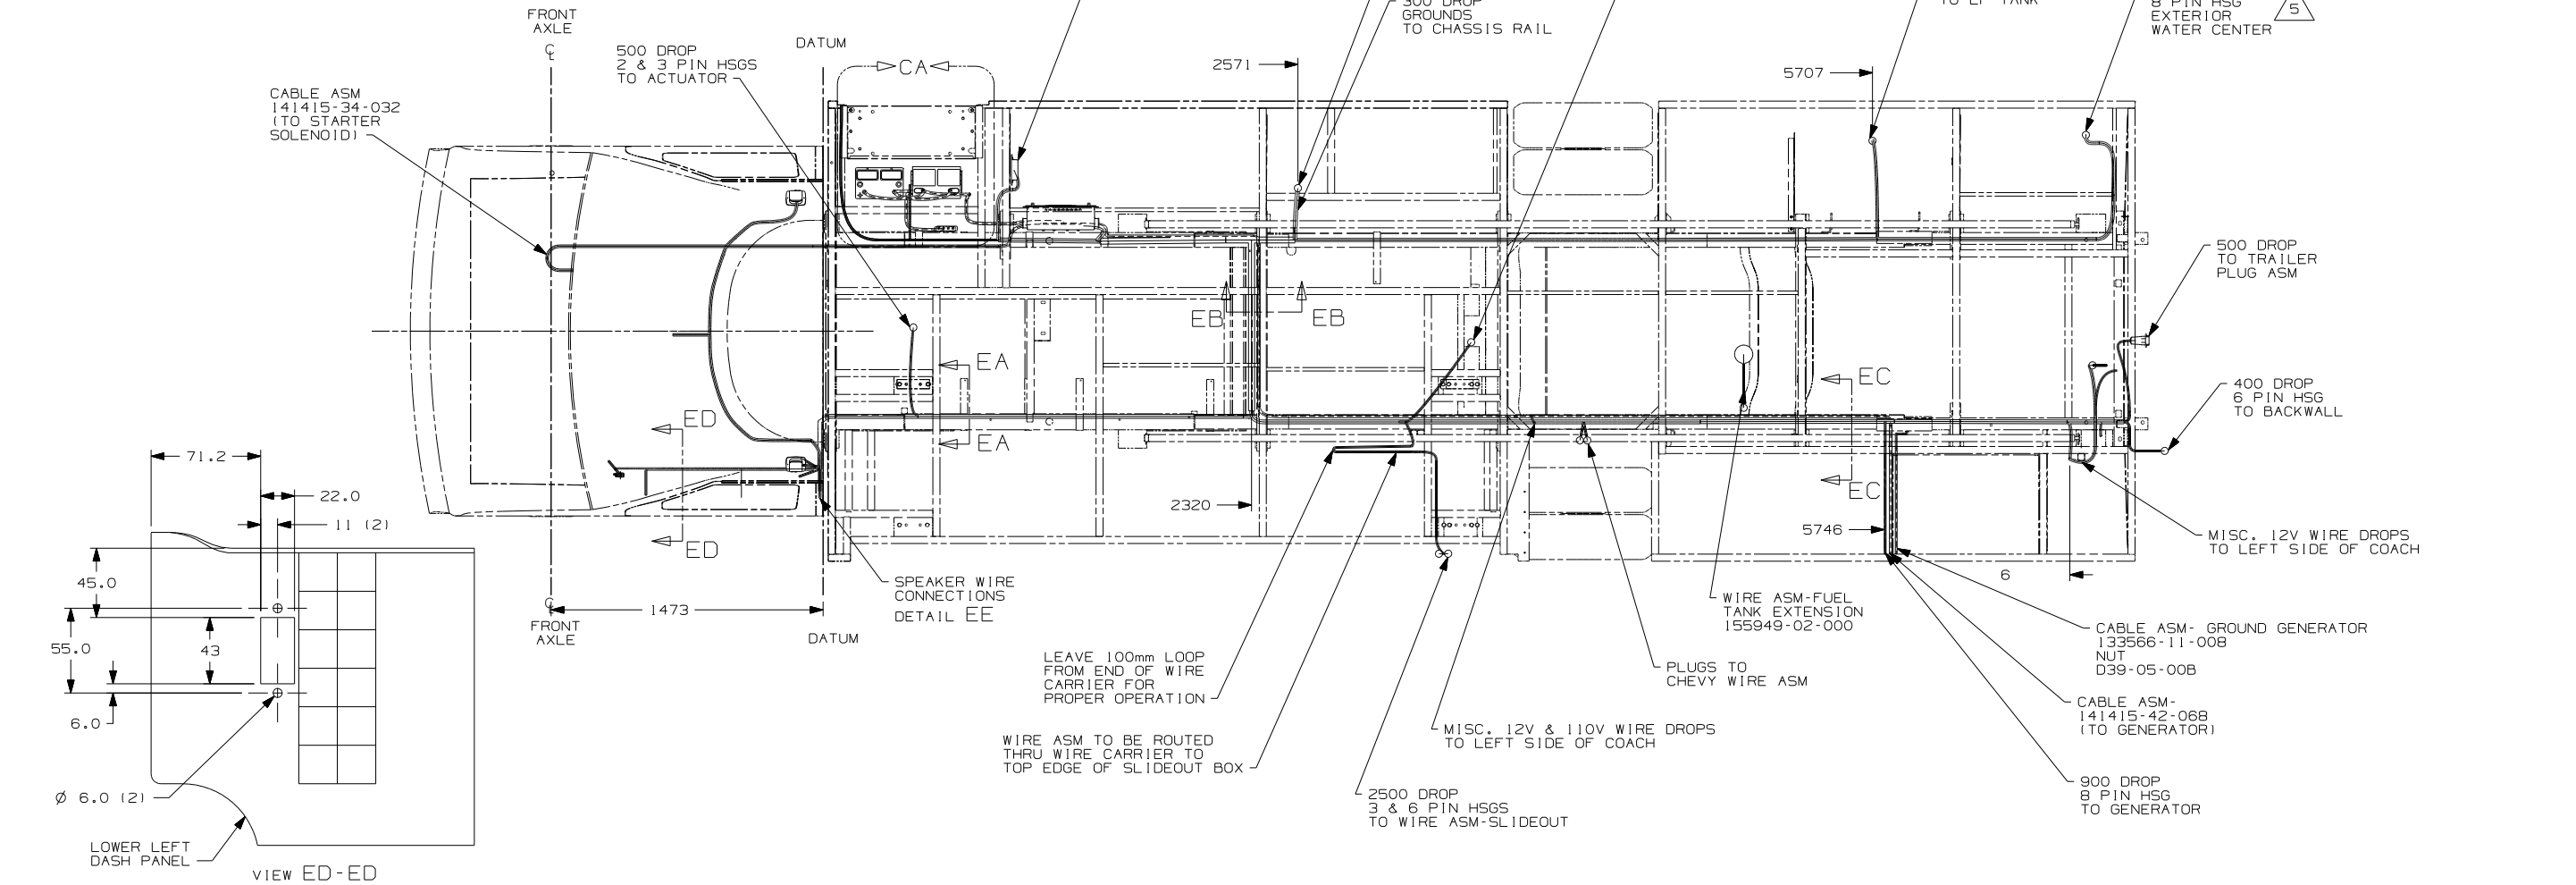 FRONT
AXLE
DATUM
500 DROP
2 & 3 PIN HSGS
TO ACTUATOR
CABLE ASM
141415-34-032
(TO STARTER
SOLENOID)
CA
300 DROP
GROUNDS
TO CHASSIS RAIL
2571
5707
8 PIN HSG
EXTERIOR
WATER CENTER
5
500 DROP
TO TRAILER
PLUG ASM
EB
EB
EA
EA
EC
EC
ED
ED
400 DROP
6 PIN HSG
TO BACKWALL
2320
5746
6
MISC. 12V WIRE DROPS
TO LEFT SIDE OF COACH
71.2
22.0
11 (2)
45.0
55.0
43
6.0
Ø 6.0 (2)
LOWER LEFT
DASH PANEL
VIEW ED-ED
1473
FRONT
AXLE
DATUM
SPEAKER WIRE
CONNECTIONS
DETAIL EE
LEAVE 100mm LOOP
FROM END OF WIRE
CARRIER FOR
PROPER OPERATION
WIRE ASM TO BE ROUTED
THRU WIRE CARRIER TO
TOP EDGE OF SLIDEOUT BOX
2500 DROP
3 & 6 PIN HSGS
TO WIRE ASM-SLIDEOUT
MISC. 12V & 110V WIRE DROPS
TO LEFT SIDE OF COACH
PLUGS TO
CHEVY WIRE ASM
WIRE ASM-FUEL
TANK EXTENSION
155949-02-000
CABLE ASM- GROUND GENERATOR
133566-11-008
NUT
D39-05-00B
CABLE ASM-
141415-42-068
(TO GENERATOR)
900 DROP
8 PIN HSG
TO GENERATOR